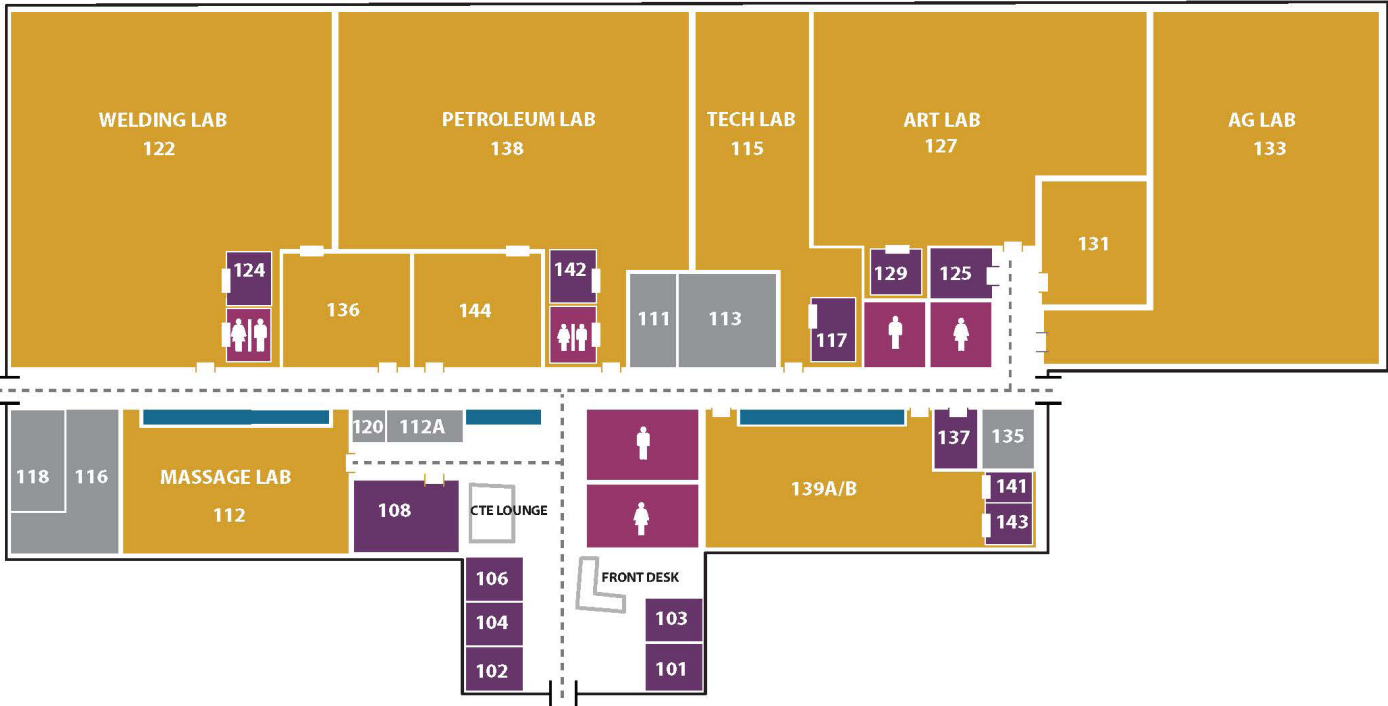 WELDING LAB
122
PETROLEUM LAB
138
TECH LAB
115
ART LAB
127
AG LAB
133
124
136
144
142
111
113
117
129
125
131
118
116
MASSAGE LAB
112
120
112A
108
CTE LOUNGE
106
104
102
FRONT DESK
103
101
139A/B
137
135
141
143